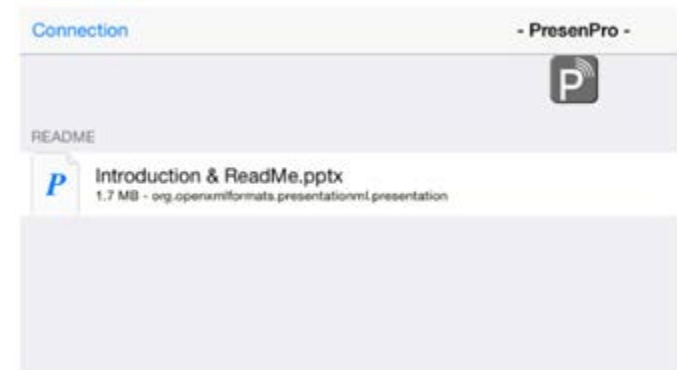 Connection
- PresenPro -
P
README
P
Introduction & ReadMe.pptx
1.7 MB - org.openxmlformats.presentationml.presentation